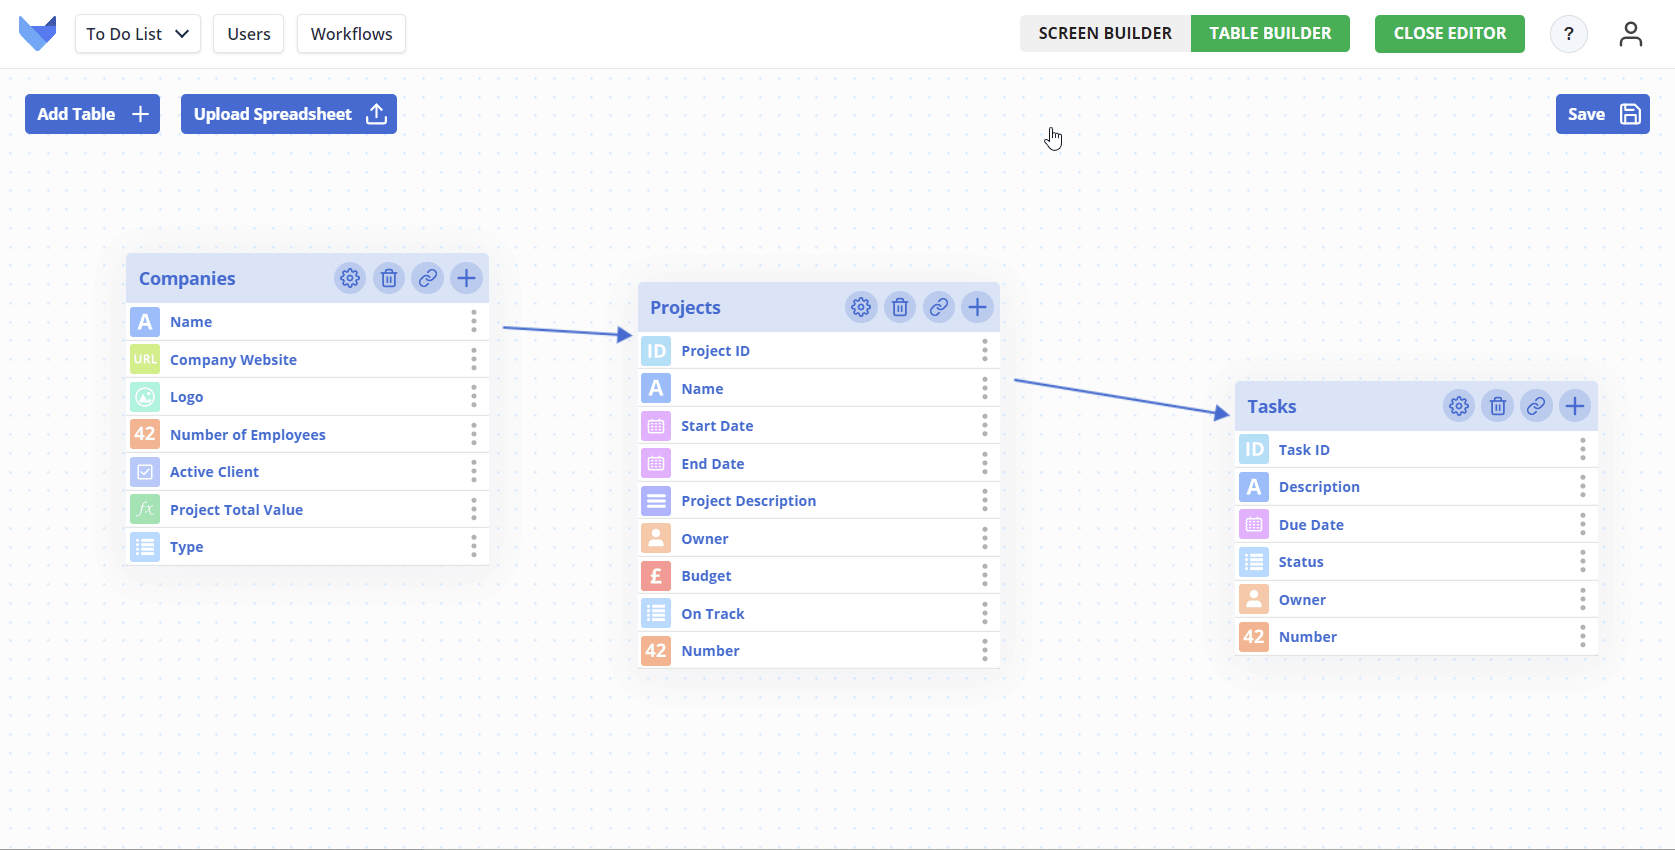 To Do List
Users
Workflows
SCREEN BUILDER
TABLE BUILDER
CLOSE EDITOR
?
Add Table
Upload Spreadsheet
Save
Companies
A Name
URL Company Website
Logo
42 Number of Employees
Active Client
fx Project Total Value
Type
Projects
ID Project ID
A Name
Start Date
End Date
Project Description
Owner
£ Budget
On Track
42 Number
Tasks
ID Task ID
A Description
Due Date
Status
Owner
42 Number